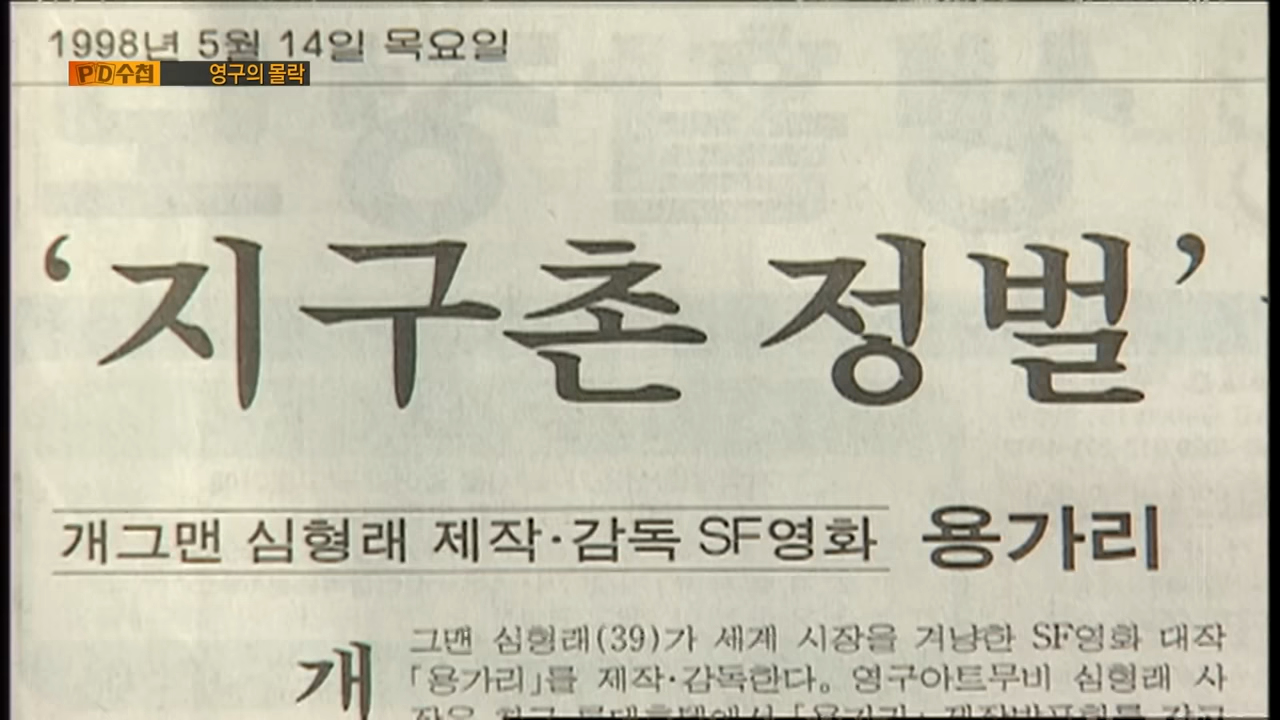 1998년 5월 14일 목요일
PD수첩 영구의 몰락
‘지구촌 정벌’
개그맨 심형래 제작·감독 SF영화 용가리
개그맨 심형래(39)가 세계 시장을 겨냥한 SF영화 대작
「용가리」를 제작·감독한다. 영구아트무비 심형래 사